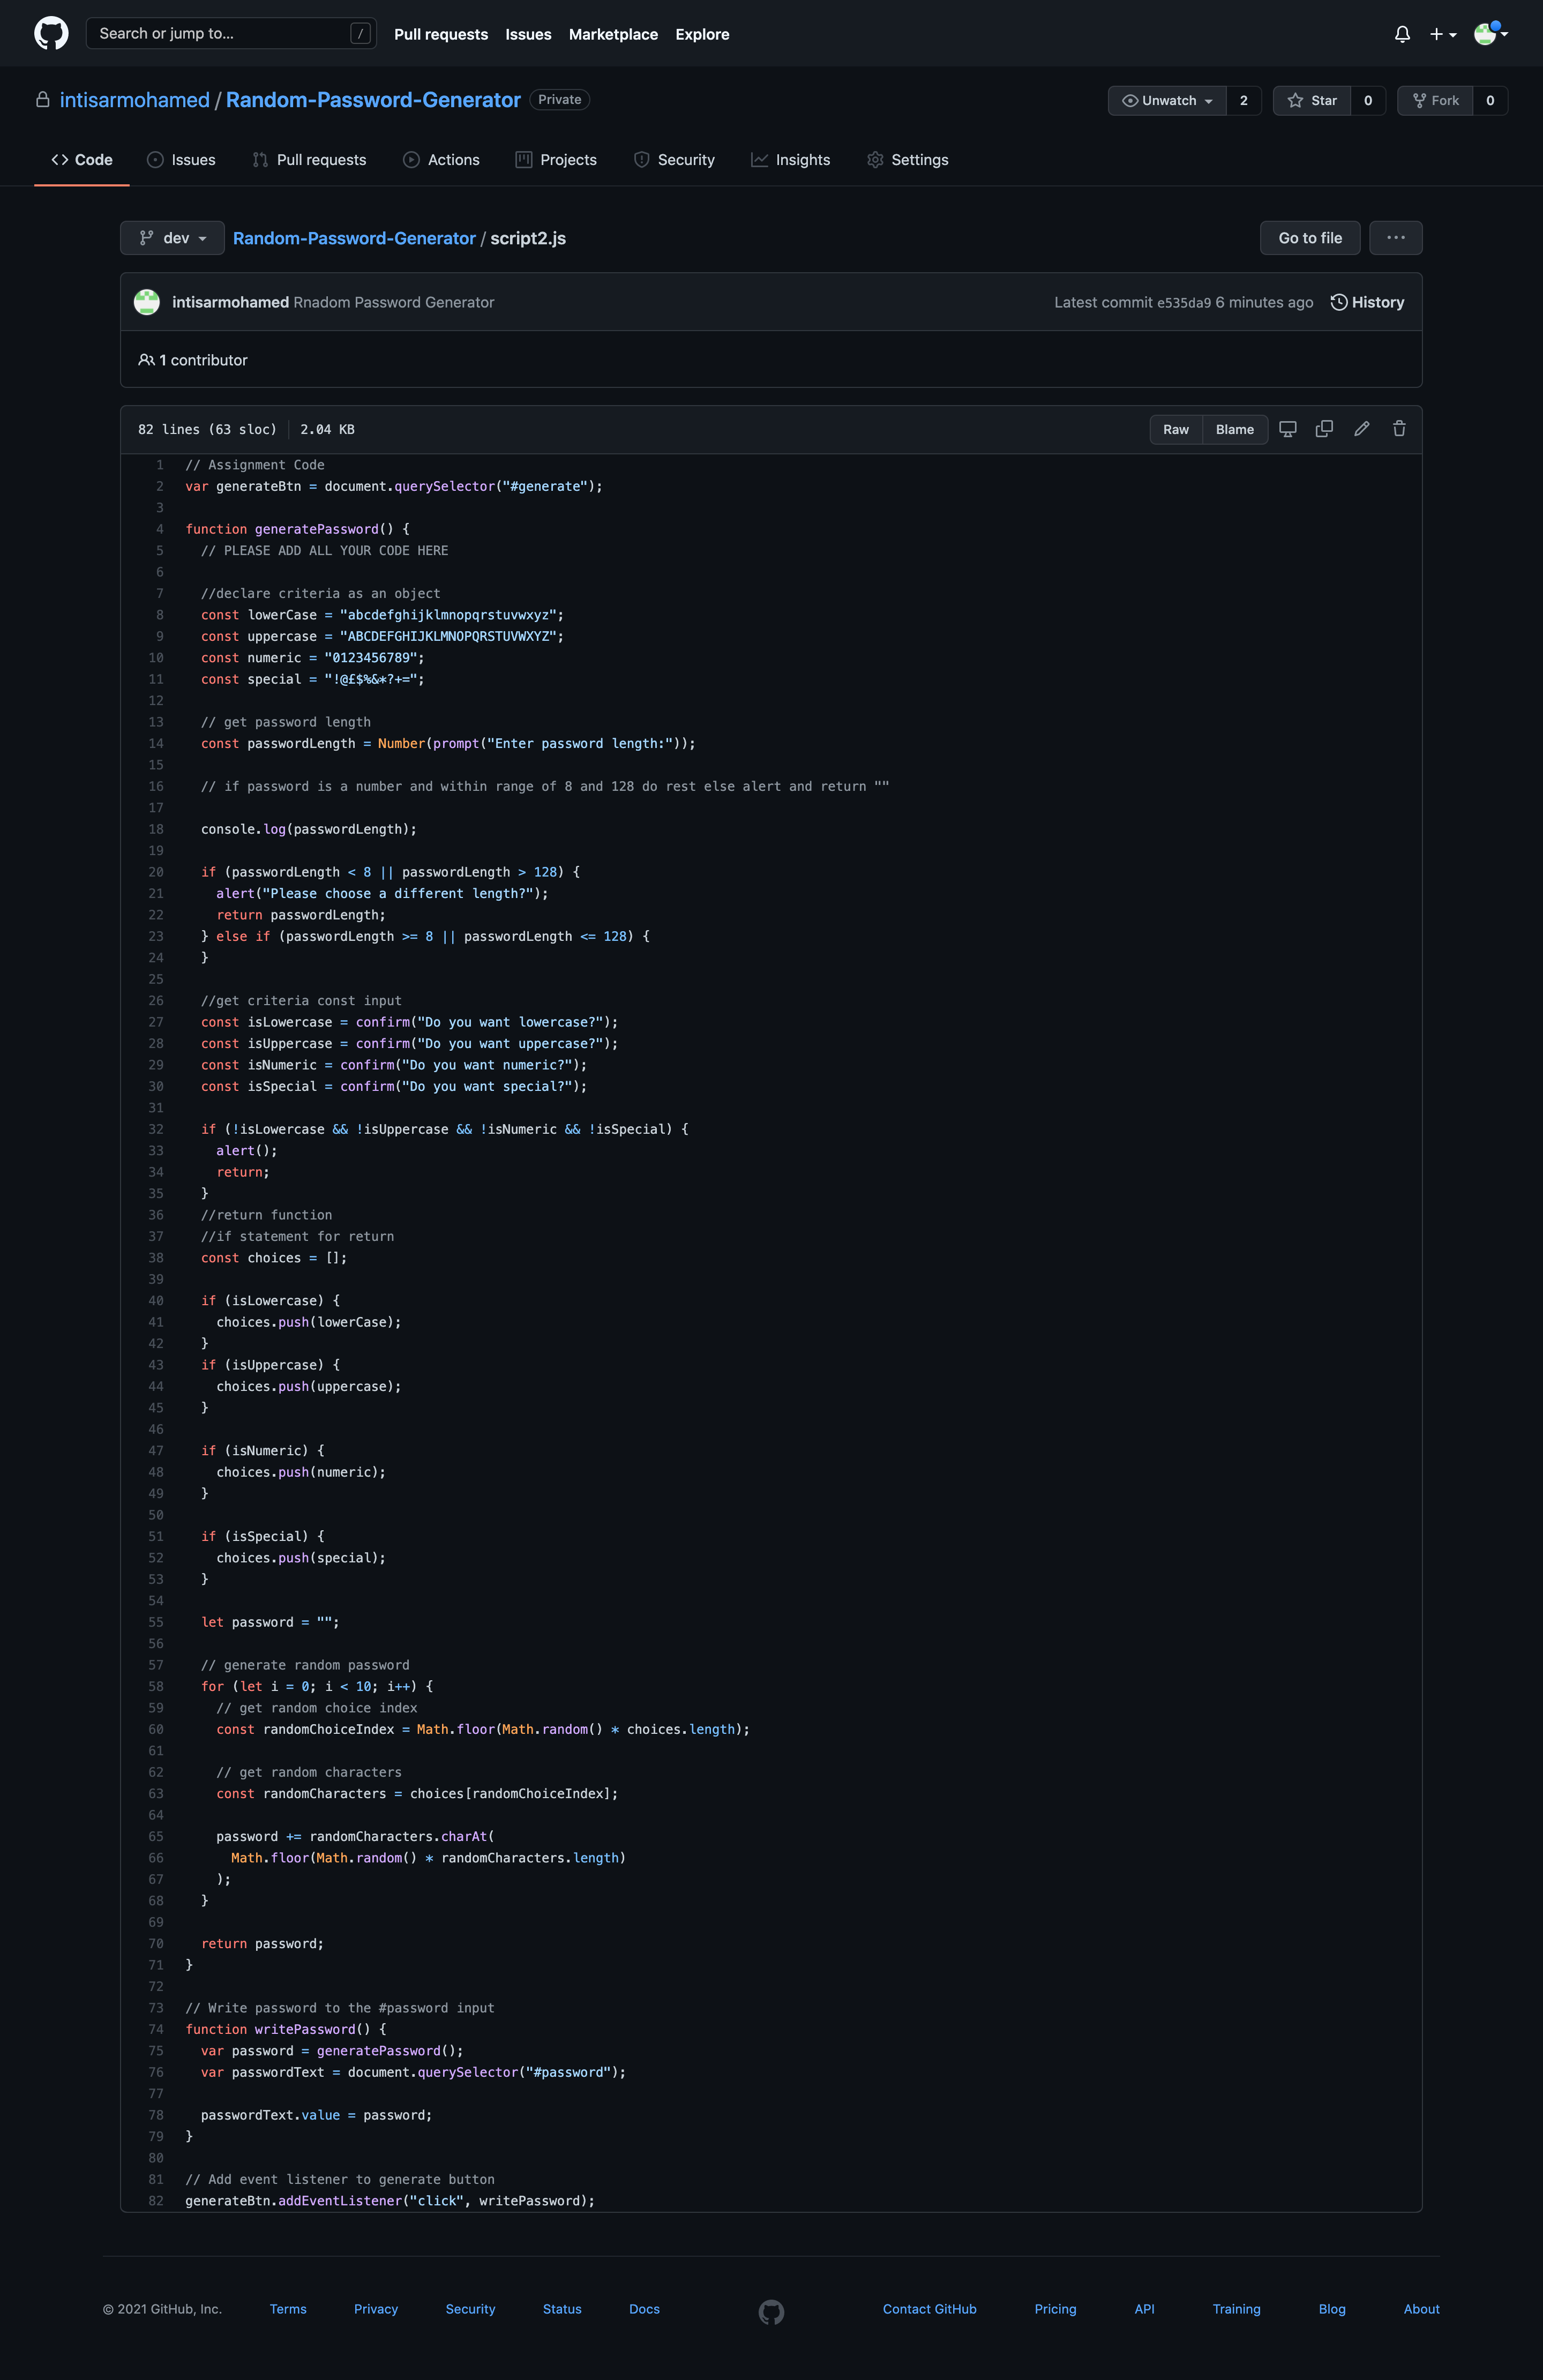 Search or jump to... /
Pull requests Issues Marketplace Explore
intisarmohamed / Random-Password-Generator Private
Unwatch 2 Star 0 Fork 0
Code Issues Pull requests Actions Projects Security Insights Settings
dev Random-Password-Generator / script2.js Go to file ...
intisarmohamed Rnadom Password Generator Latest commit e535da9 6 minutes ago History
1 contributor
82 lines (63 sloc) 2.04 KB Raw Blame
1 // Assignment Code
2 var generateBtn = document.querySelector("#generate");
3
4 function generatePassword() {
5   // PLEASE ADD ALL YOUR CODE HERE
6
7   //declare criteria as an object
8   const lowerCase = "abcdefghijklmnopqrstuvwxyz";
9   const uppercase = "ABCDEFGHIJKLMNOPQRSTUVWXYZ";
10   const numeric = "0123456789";
11   const special = "!@£$%&*?+=";
12
13   // get password length
14   const passwordLength = Number(prompt("Enter password length:"));
15
16   // if password is a number and within range of 8 and 128 do rest else alert and return ""
17
18   console.log(passwordLength);
19
20   if (passwordLength < 8 || passwordLength > 128) {
21     alert("Please choose a different length?");
22     return passwordLength;
23   } else if (passwordLength >= 8 || passwordLength <= 128) {
24   }
25
26   //get criteria const input
27   const isLowercase = confirm("Do you want lowercase?");
28   const isUppercase = confirm("Do you want uppercase?");
29   const isNumeric = confirm("Do you want numeric?");
30   const isSpecial = confirm("Do you want special?");
31
32   if (!isLowercase && !isUppercase && !isNumeric && !isSpecial) {
33     alert();
34     return;
35   }
36   //return function
37   //if statement for return
38   const choices = [];
39
40   if (isLowercase) {
41     choices.push(lowerCase);
42   }
43   if (isUppercase) {
44     choices.push(uppercase);
45   }
46
47   if (isNumeric) {
48     choices.push(numeric);
49   }
50
51   if (isSpecial) {
52     choices.push(special);
53   }
54
55   let password = "";
56
57   // generate random password
58   for (let i = 0; i < 10; i++) {
59     // get random choice index
60     const randomChoiceIndex = Math.floor(Math.random() * choices.length);
61
62     // get random characters
63     const randomCharacters = choices[randomChoiceIndex];
64
65     password += randomCharacters.charAt(
66       Math.floor(Math.random() * randomCharacters.length)
67     );
68   }
69
70   return password;
71 }
72
73 // Write password to the #password input
74 function writePassword() {
75   var password = generatePassword();
76   var passwordText = document.querySelector("#password");
77
78   passwordText.value = password;
79 }
80
81 // Add event listener to generate button
82 generateBtn.addEventListener("click", writePassword);
© 2021 GitHub, Inc. Terms Privacy Security Status Docs Contact GitHub Pricing API Training Blog About